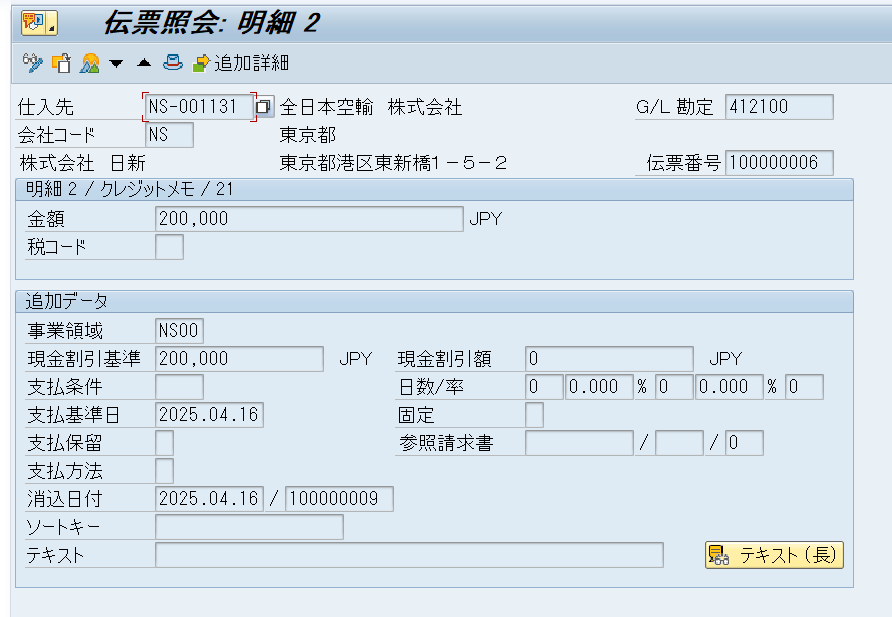 伝票照会: 明細 2
追加詳細
仕入先 NS-001131 全日本空輸 株式会社 G/L 勘定 412100
会社コード NS 東京都
株式会社 日新 東京都港区東新橋1-5-2 伝票番号 100000006
明細 2 / クレジットメモ / 21
金額 200,000 JPY
税コード
追加データ
事業領域 NS00
現金割引基準 200,000 JPY 現金割引額 0 JPY
支払条件 日数/率 0 0.000 % 0 0.000 % 0
支払基準日 2025.04.16 固定
支払保留 参照請求書 / / 0
支払方法
消込日付 2025.04.16 / 100000009
ソートキー
テキスト テキスト(長)